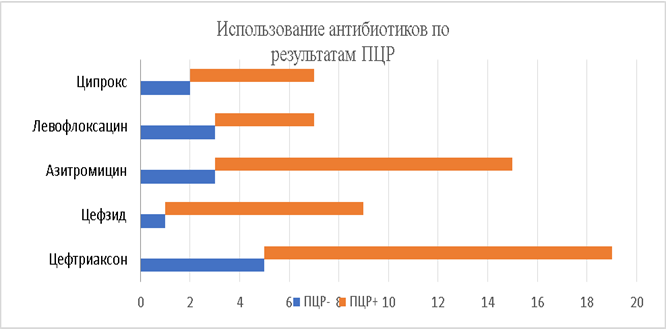 Использование антибиотиков по
результатам ПЦР
Ципрокс
Левофлоксацин
Азитромицин
Цефзид
Цефтриаксон
0 2 4 6 8 10 12 14 16 18 20
ПЦР- ПЦР+